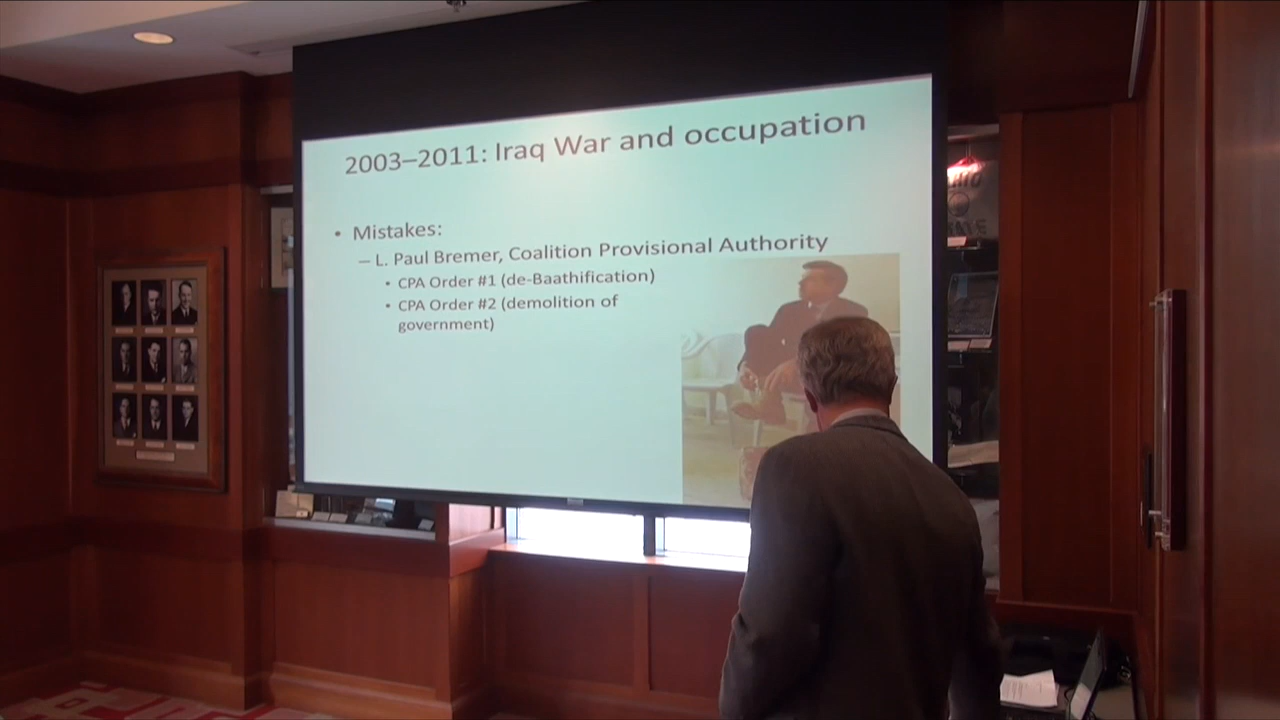 2003–2011: Iraq War and occupation
• Mistakes:
– L. Paul Bremer, Coalition Provisional Authority
• CPA Order #1 (de-Baathification)
• CPA Order #2 (demolition of
government)